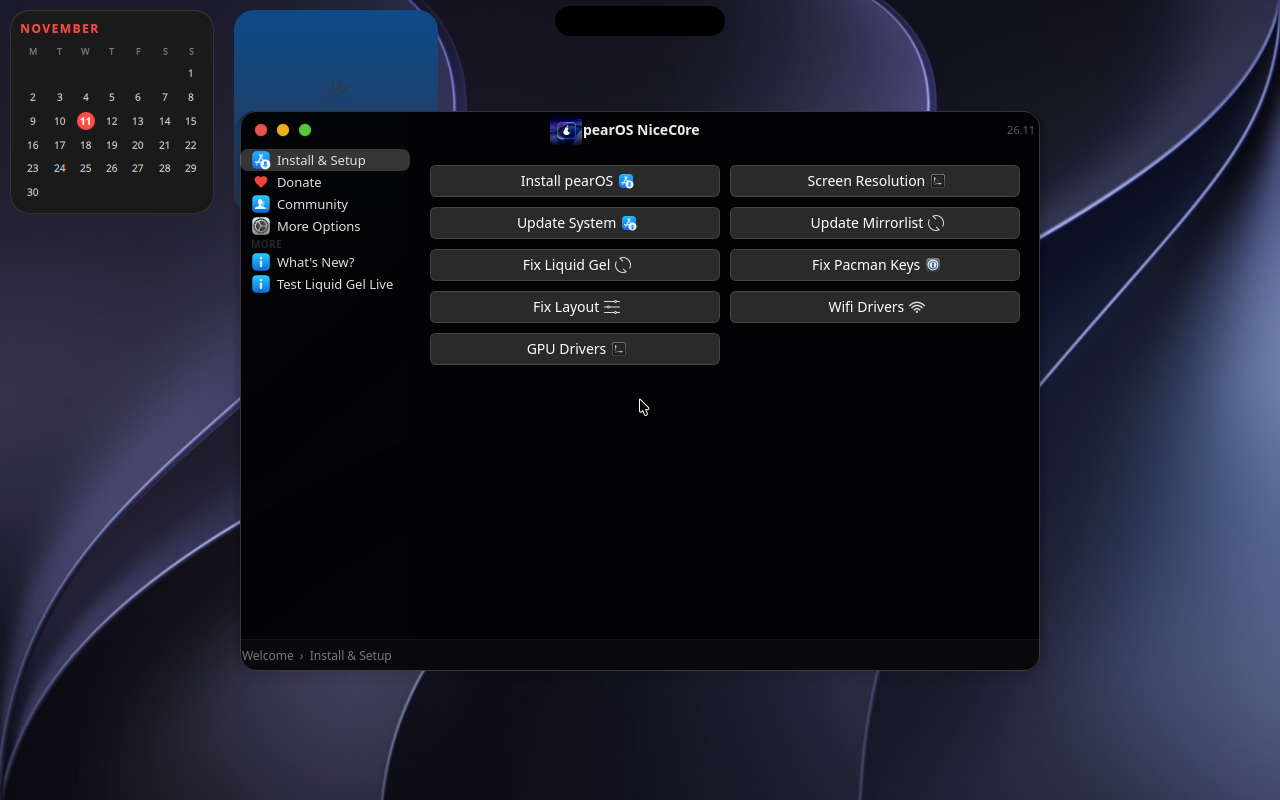 NOVEMBER
M T W T F S S
1
2 3 4 5 6 7 8
9 10 11 12 13 14 15
16 17 18 19 20 21 22
23 24 25 26 27 28 29
30
pearOS NiceC0re
26.11
Install & Setup
Donate
Community
More Options
MORE
What's New?
Test Liquid Gel Live
Install pearOS
Screen Resolution
Update System
Update Mirrorlist
Fix Liquid Gel
Fix Pacman Keys
Fix Layout
Wifi Drivers
GPU Drivers
Welcome › Install & Setup